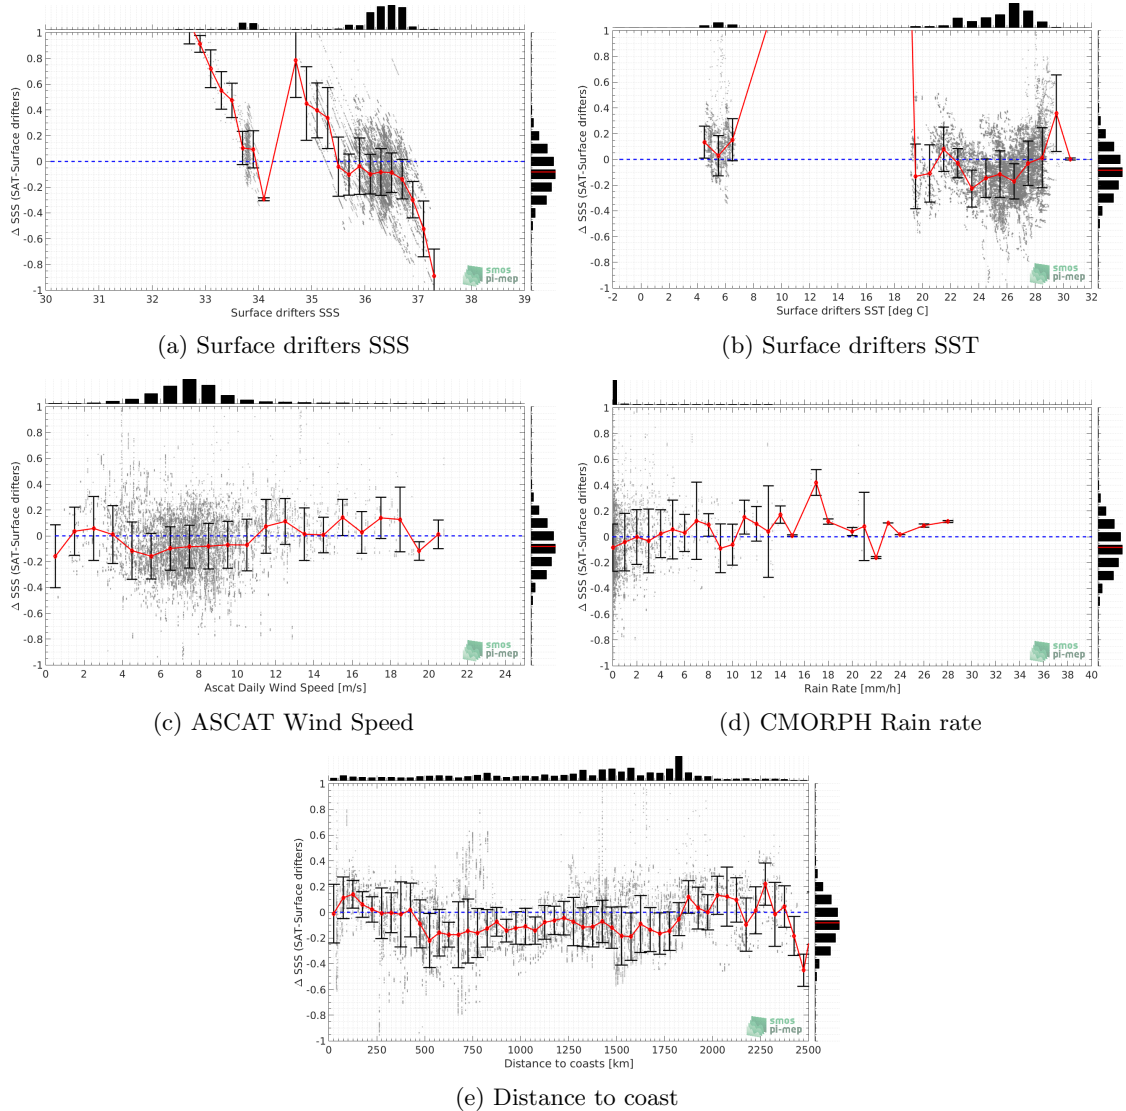 1
0.8
0.6
0.4
0.2
0
-0.2
-0.4
-0.6
-0.8
-1
Δ SSS (SAT-Surface drifters)
30 31 32 33 34 35 36 37 38 39
Surface drifters SSS
smos
pi-mep
(a) Surface drifters SSS
1
0.8
0.6
0.4
0.2
0
-0.2
-0.4
-0.6
-0.8
-1
Δ SSS (SAT-Surface drifters)
-2 0 2 4 6 8 10 12 14 16 18 20 22 24 26 28 30 32
Surface drifters SST [deg C]
smos
pi-mep
(b) Surface drifters SST
1
0.8
0.6
0.4
0.2
0
-0.2
-0.4
-0.6
-0.8
-1
Δ SSS (SAT-Surface drifters)
0 2 4 6 8 10 12 14 16 18 20 22 24
Ascat Daily Wind Speed [m/s]
smos
pi-mep
(c) ASCAT Wind Speed
1
0.8
0.6
0.4
0.2
0
-0.2
-0.4
-0.6
-0.8
-1
Δ SSS (SAT-Surface drifters)
0 2 4 6 8 10 12 14 16 18 20 22 24 26 28 30 32 34 36 38 40
Rain Rate [mm/h]
smos
pi-mep
(d) CMORPH Rain rate
1
0.8
0.6
0.4
0.2
0
-0.2
-0.4
-0.6
-0.8
-1
Δ SSS (SAT-Surface drifters)
0 250 500 750 1000 1250 1500 1750 2000 2250 2500
Distance to coasts [km]
smos
pi-mep
(e) Distance to coast